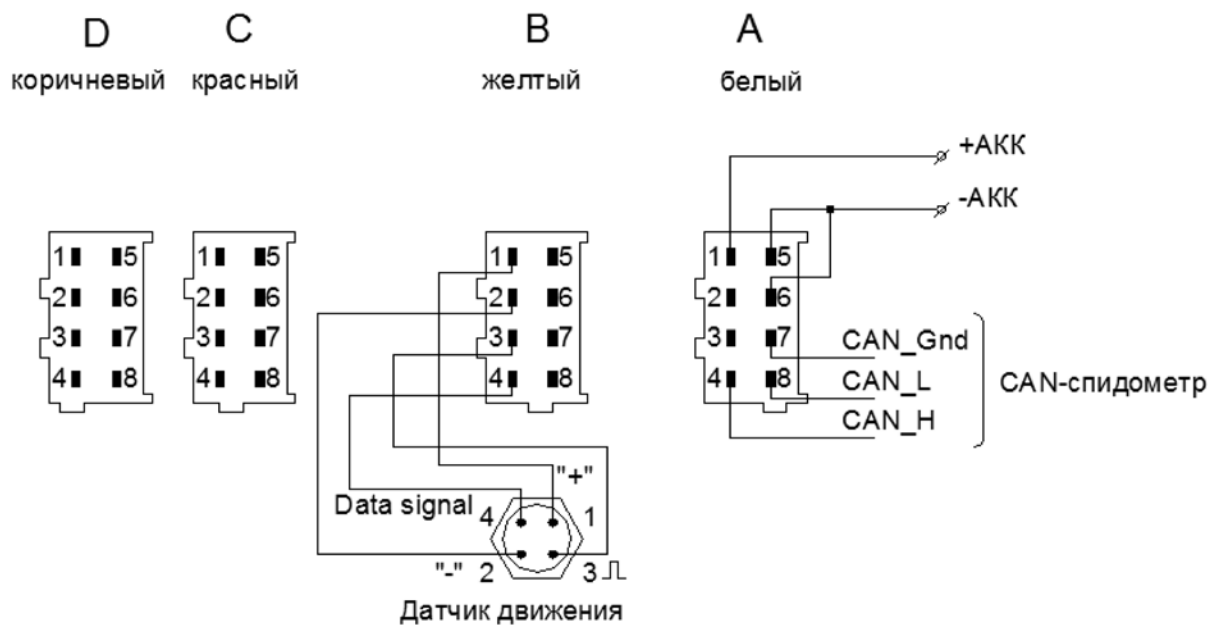 D C B A
коричневый красный желтый белый
+АКК
-АКК
1 5 1 5 1 5 1 5
2 6 2 6 2 6 2 6
3 7 3 7 3 7 3 7
4 8 4 8 4 8 4 8
CAN_Gnd
CAN_L
CAN_H
CAN-спидометр
"+"
Data signal 4 1
"-" 2 3
Датчик движения